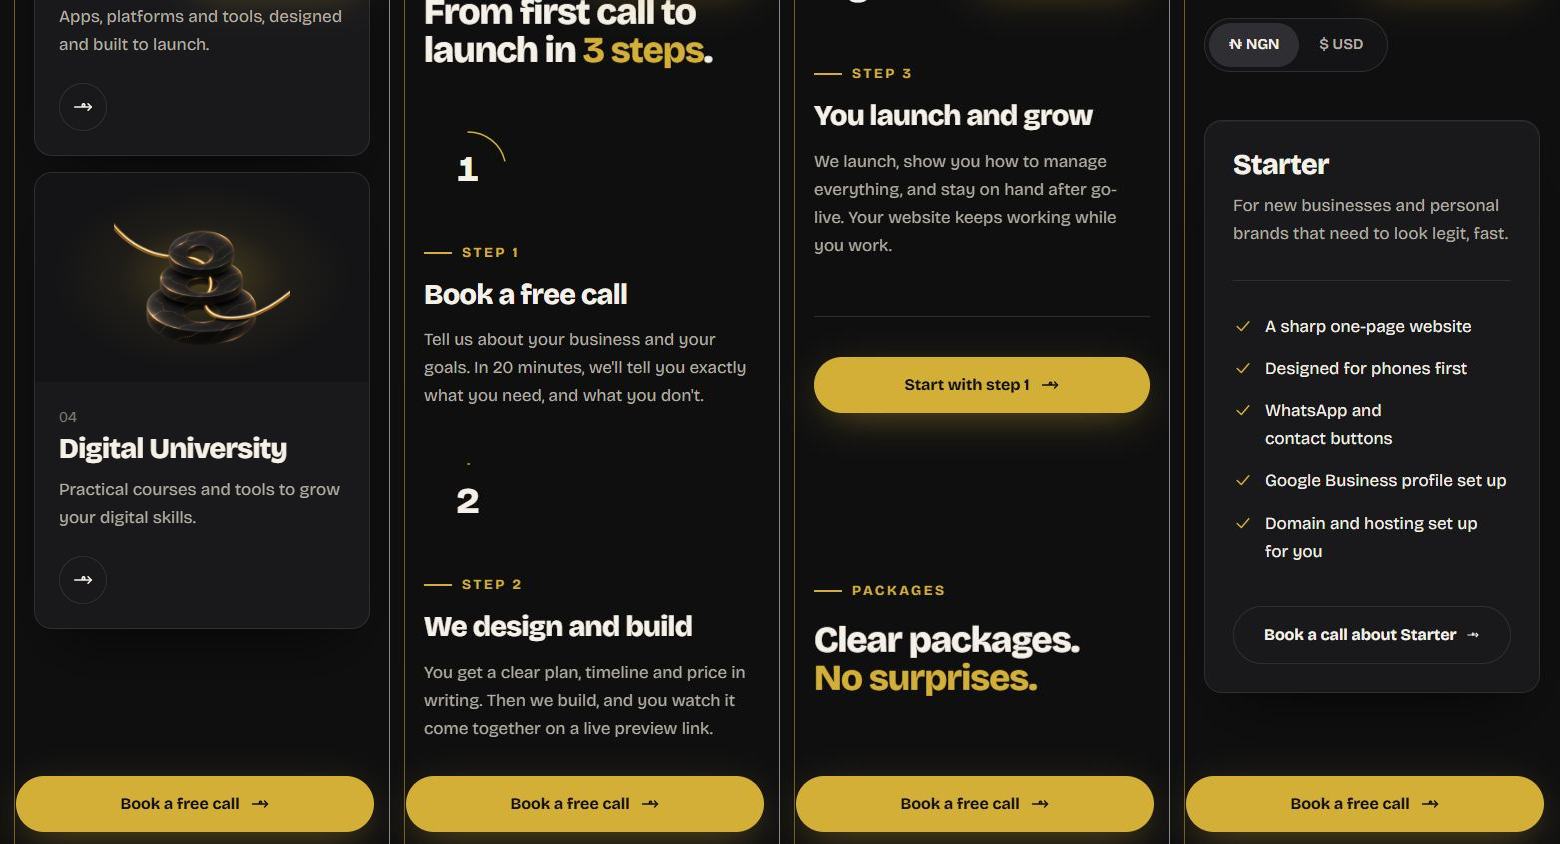 Apps, platforms and tools, designed
and built to launch.
04
Digital University
Practical courses and tools to grow
your digital skills.
Book a free call
From first call to
launch in 3 steps.
1
STEP 1
Book a free call
Tell us about your business and your
goals. In 20 minutes, we'll tell you exactly
what you need, and what you don't.
2
STEP 2
We design and build
You get a clear plan, timeline and price in
writing. Then we build, and you watch it
come together on a live preview link.
Book a free call
STEP 3
You launch and grow
We launch, show you how to manage
everything, and stay on hand after go-
live. Your website keeps working while
you work.
Start with step 1
PACKAGES
Clear packages.
No surprises.
Book a free call
₦ NGN
$ USD
Starter
For new businesses and personal
brands that need to look legit, fast.
A sharp one-page website
Designed for phones first
WhatsApp and
contact buttons
Google Business profile set up
Domain and hosting set up
for you
Book a call about Starter
Book a free call